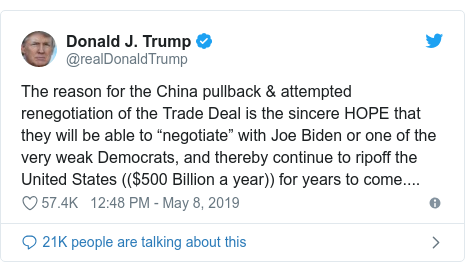 Donald J. Trump
@realDonaldTrump
The reason for the China pullback & attempted
renegotiation of the Trade Deal is the sincere HOPE that
they will be able to “negotiate” with Joe Biden or one of the
very weak Democrats, and thereby continue to ripoff the
United States (($500 Billion a year)) for years to come....
57.4K 12:48 PM - May 8, 2019
21K people are talking about this